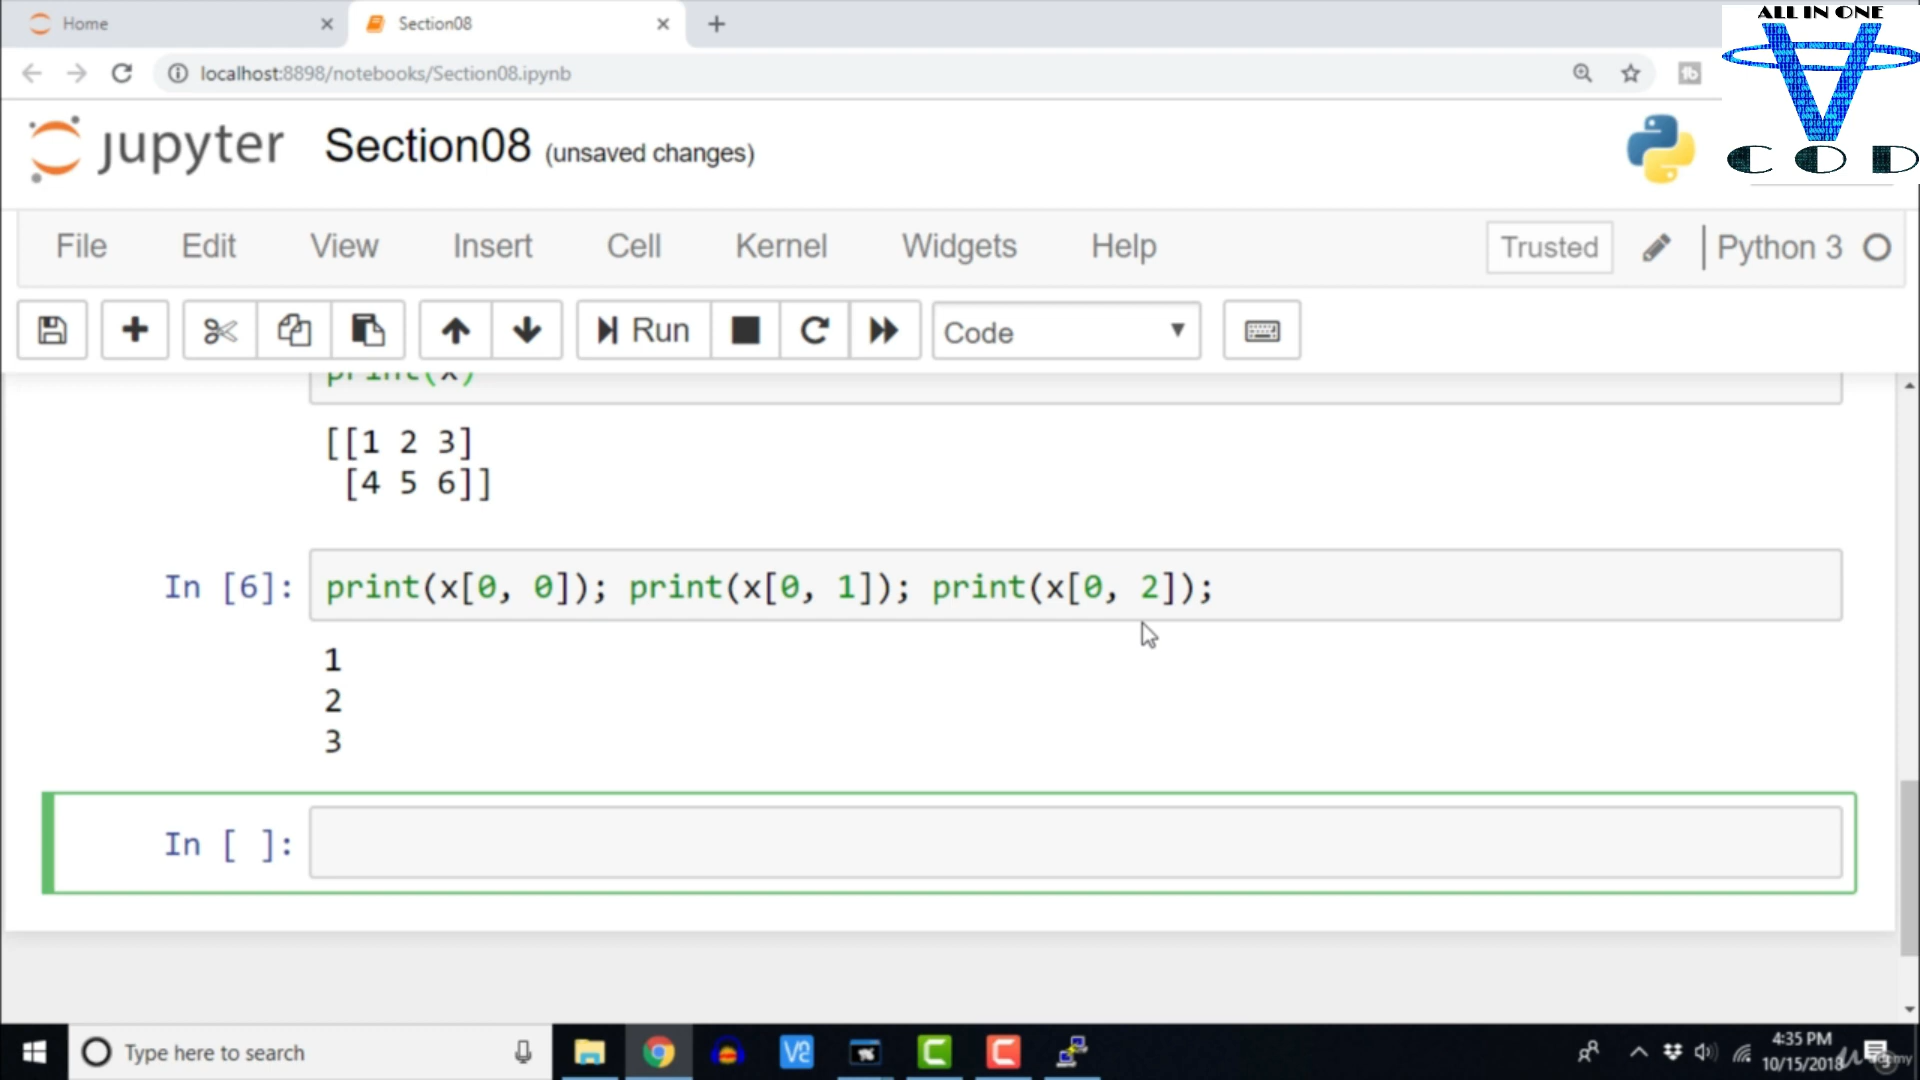 Home
Section08
ALL IN ONE
localhost:8898/notebooks/Section08.ipynb
jupyter Section08 (unsaved changes)
COD
File Edit View Insert Cell Kernel Widgets Help Trusted Python 3
Run Code
print(x)
[[1 2 3]
[4 5 6]]
In [6]: print(x[0, 0]); print(x[0, 1]); print(x[0, 2]);
1
2
3
In [ ]:
Type here to search
4:35 PM
10/15/2018